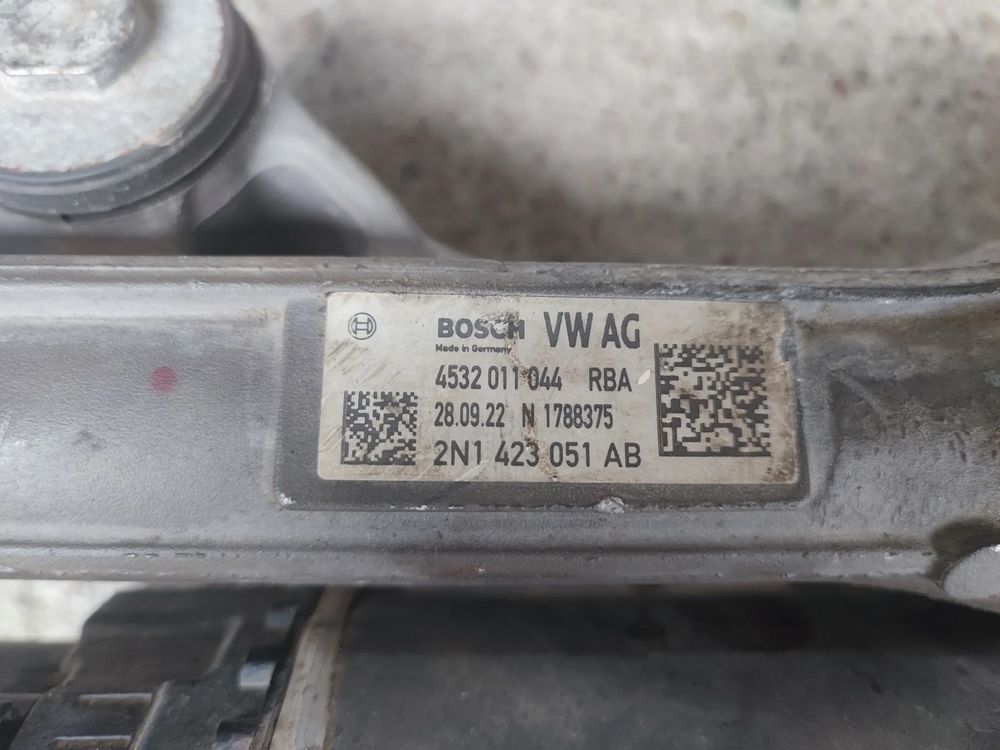 BOSCH VW AG
Made in Germany
4532 011 044 RBA
28.09.22 N 1788375
2N1 423 051 AB